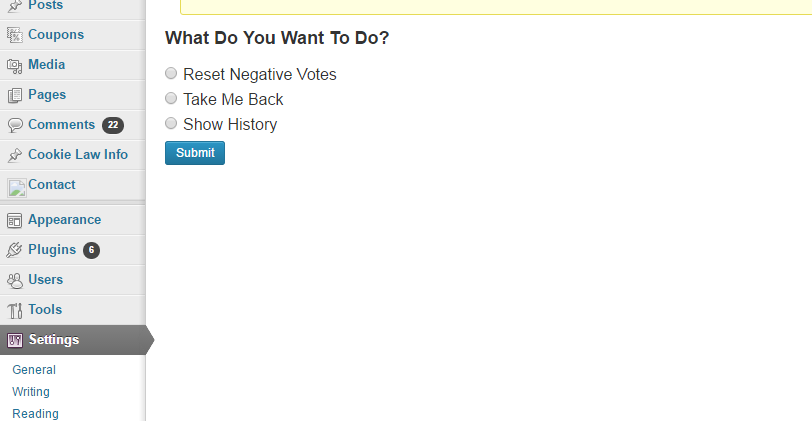 Posts
Coupons
Media
Pages
Comments 22
Cookie Law Info
Contact
Appearance
Plugins 6
Users
Tools
Settings
General
Writing
Reading
What Do You Want To Do?
Reset Negative Votes
Take Me Back
Show History
Submit